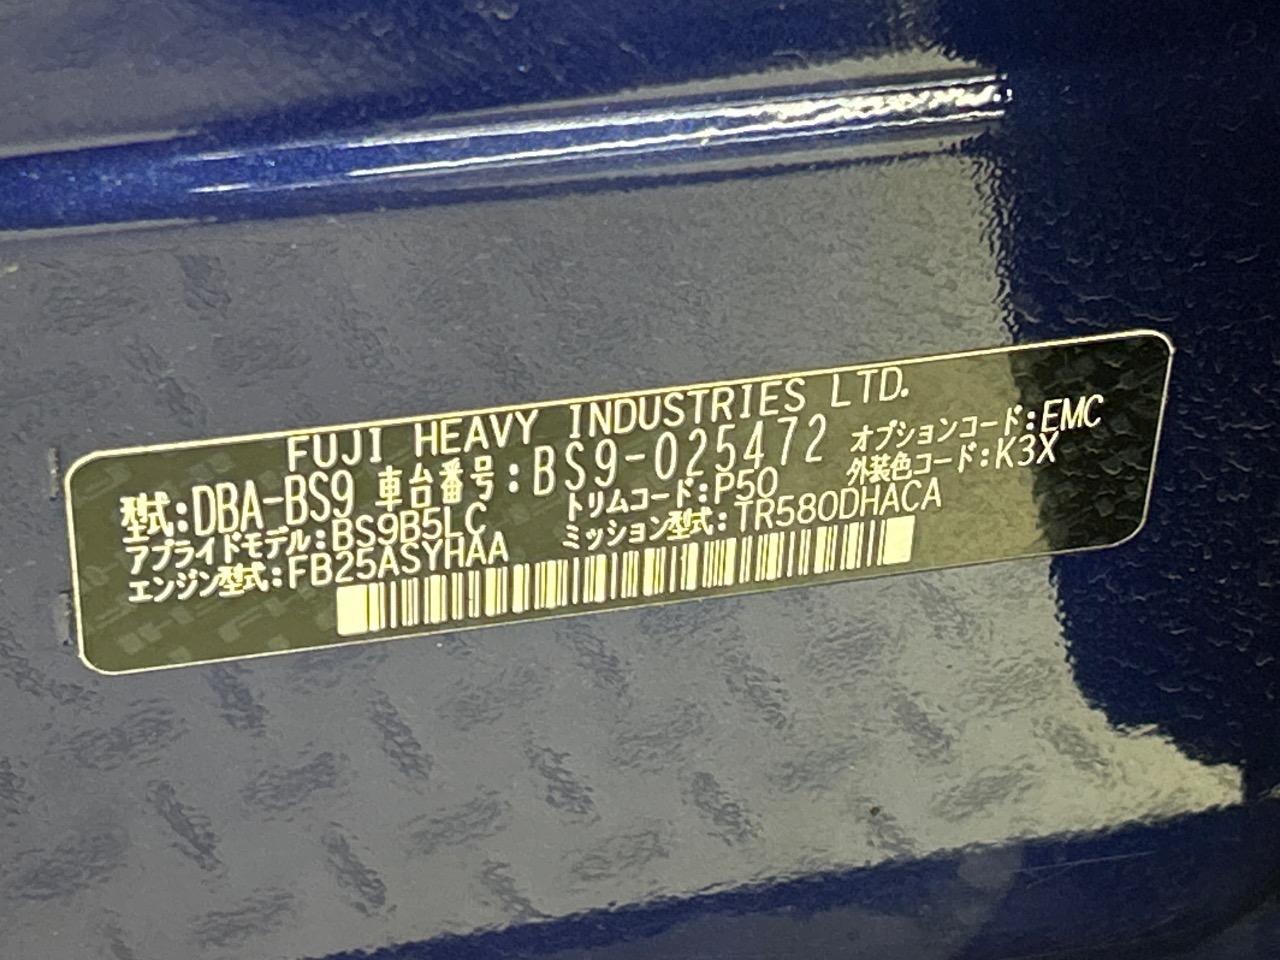 FUJI HEAVY INDUSTRIES LTD.
型式:DBA-BS9 車台番号:BS9-025472 オプションコード:EMC
アプライドモデル:BS9B5LC トリムコード:P50 外装色コード:K3X
エンジン型式:FB25ASYHAA ミッション型式:TR580DHACA